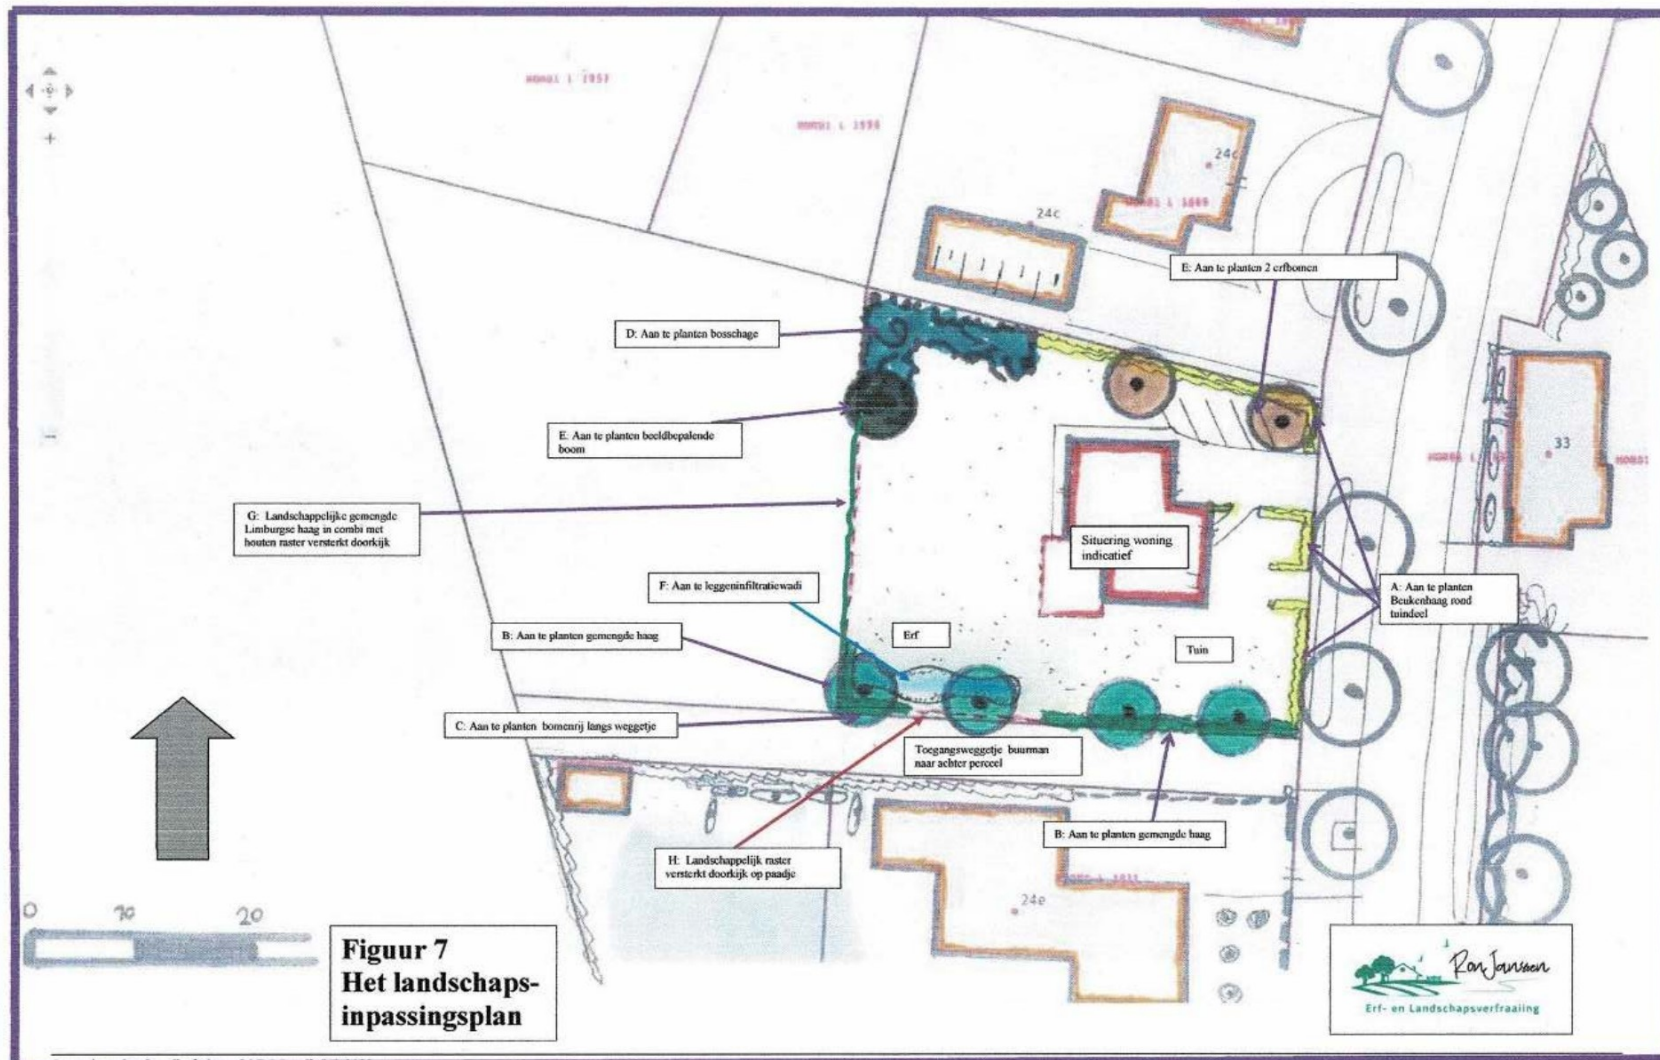 24c
24c
E: Aan te planten 2 erfbomen
D: Aan te planten bosschage
E: Aan te planten beeldbepalende
boom
33
G: Landschappelijke gemengde
Limburgse haag in combi met
houten raster versterkt doorkijk
Situering woning
indicatief
F: Aan te leggeninfiltratiewadi
A: Aan te planten
Beukenhaag rond
tuindeel
B: Aan te planten gemengde haag
Erf
Tuin
C: Aan te planten bomenrij langs weggetje
Toegangsweggetje buurman
naar achter perceel
B: Aan te planten gemengde haag
H: Landschappelijk raster
versterkt doorkijk op paadje
24e
0 10 20
Figuur 7
Het landschaps-
inpassingsplan
Ron Janssen
Erf- en Landschapsverfraaiing